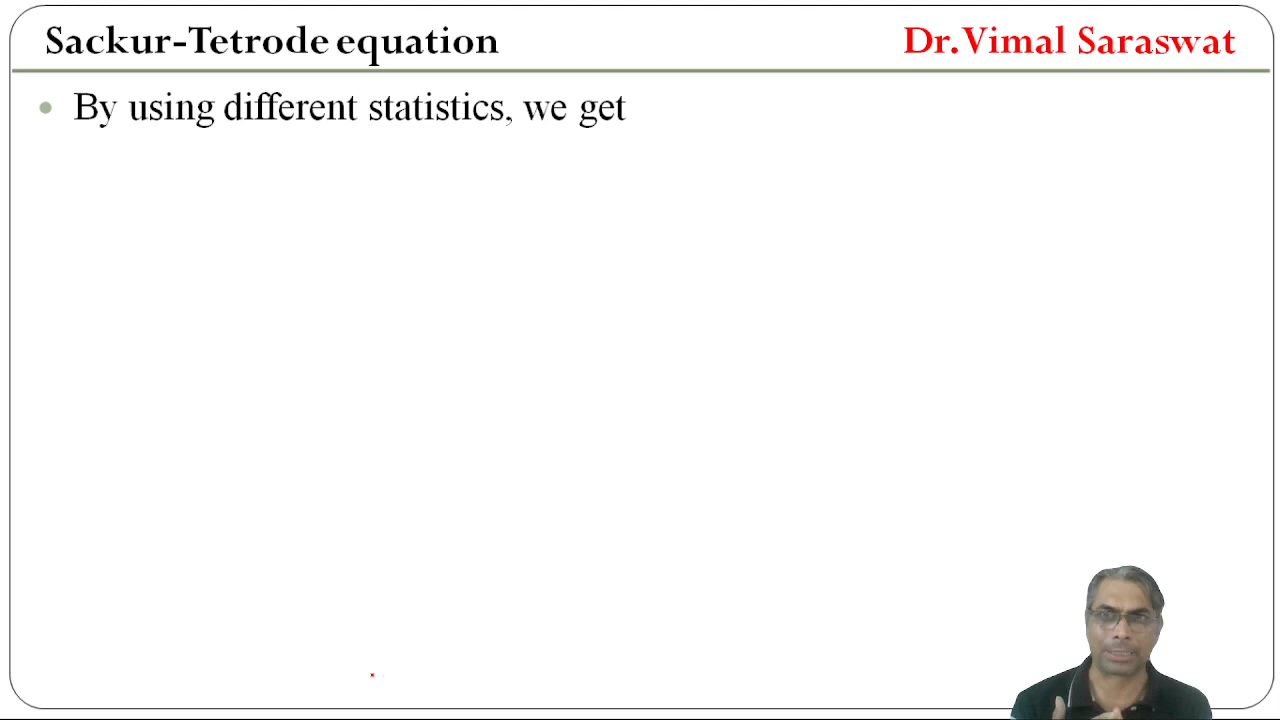 Sackur-Tetrode equation Dr. Vimal Saraswat
By using different statistics, we get